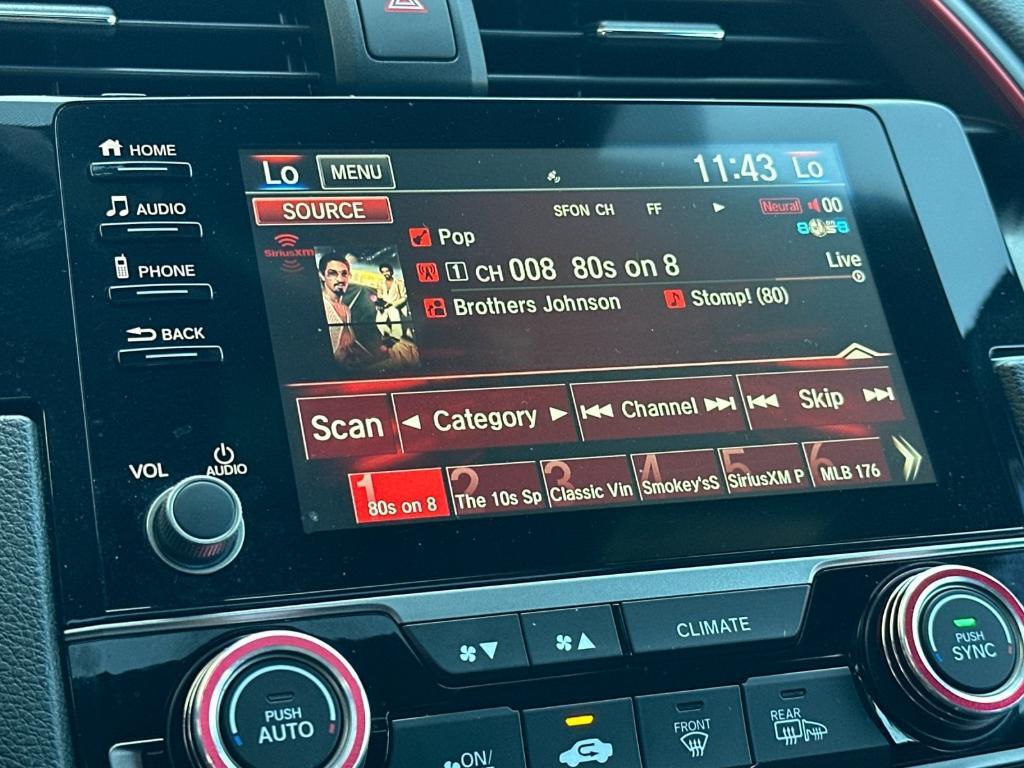 HOME
AUDIO
PHONE
BACK
VOL
AUDIO
Lo MENU 11:43 Lo
SOURCE SFON CH FF Neural 00
SiriusXM Pop
1 CH 008 80s on 8 Live
Brothers Johnson Stomp! (80)
Scan Category Channel Skip
1 80s on 8 2 The 10s Sp 3 Classic Vin 4 Smokey'sS 5 SiriusXM P 6 MLB 176
CLIMATE
PUSH
AUTO
PUSH
SYNC
ON/
FRONT
REAR